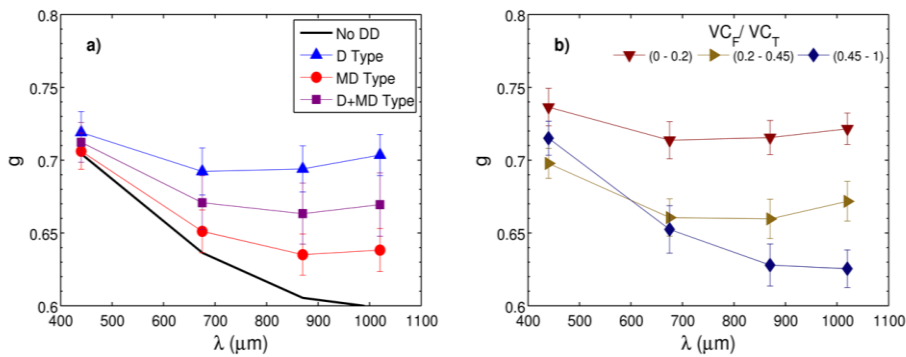 a)
No DD
D Type
MD Type
D+MD Type
g
0.8
0.75
0.7
0.65
0.6
400 500 600 700 800 900 1000 1100
λ (μm)
b)
VC_F / VC_T
(0 - 0.2) (0.2 - 0.45) (0.45 - 1)
g
0.8
0.75
0.7
0.65
0.6
400 500 600 700 800 900 1000 1100
λ (μm)